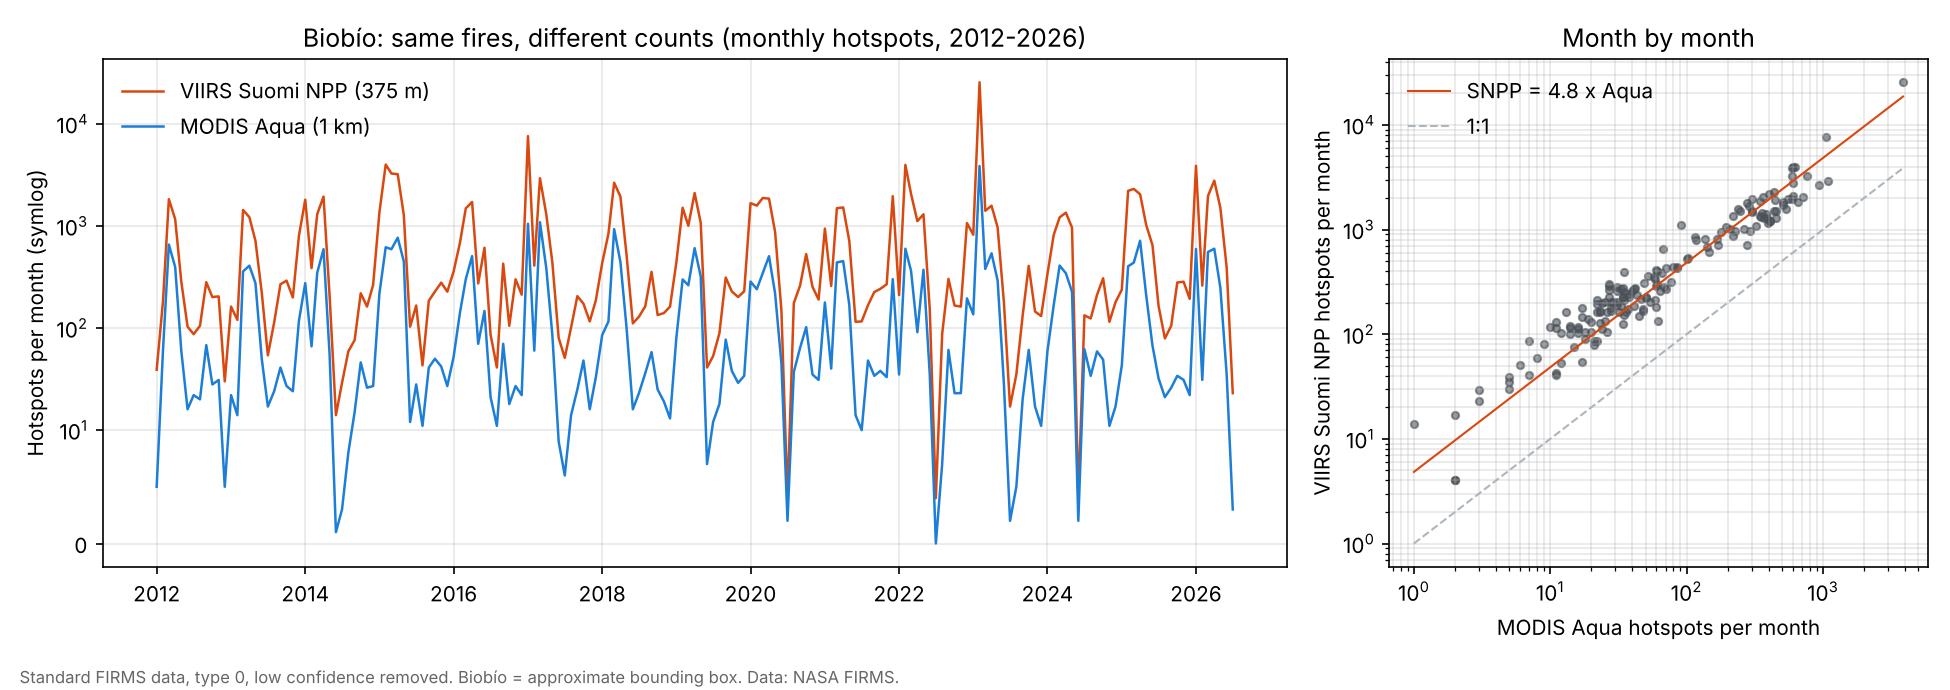 Biobío: same fires, different counts (monthly hotspots, 2012-2026)
VIIRS Suomi NPP (375 m)
MODIS Aqua (1 km)
Hotspots per month (symlog)
10⁴
10³
10²
10¹
0
2012 2014 2016 2018 2020 2022 2024 2026
Month by month
SNPP = 4.8 x Aqua
1:1
VIIRS Suomi NPP hotspots per month
10⁴
10³
10²
10¹
10⁰
10⁰ 10¹ 10² 10³
MODIS Aqua hotspots per month
Standard FIRMS data, type 0, low confidence removed. Biobío = approximate bounding box. Data: NASA FIRMS.